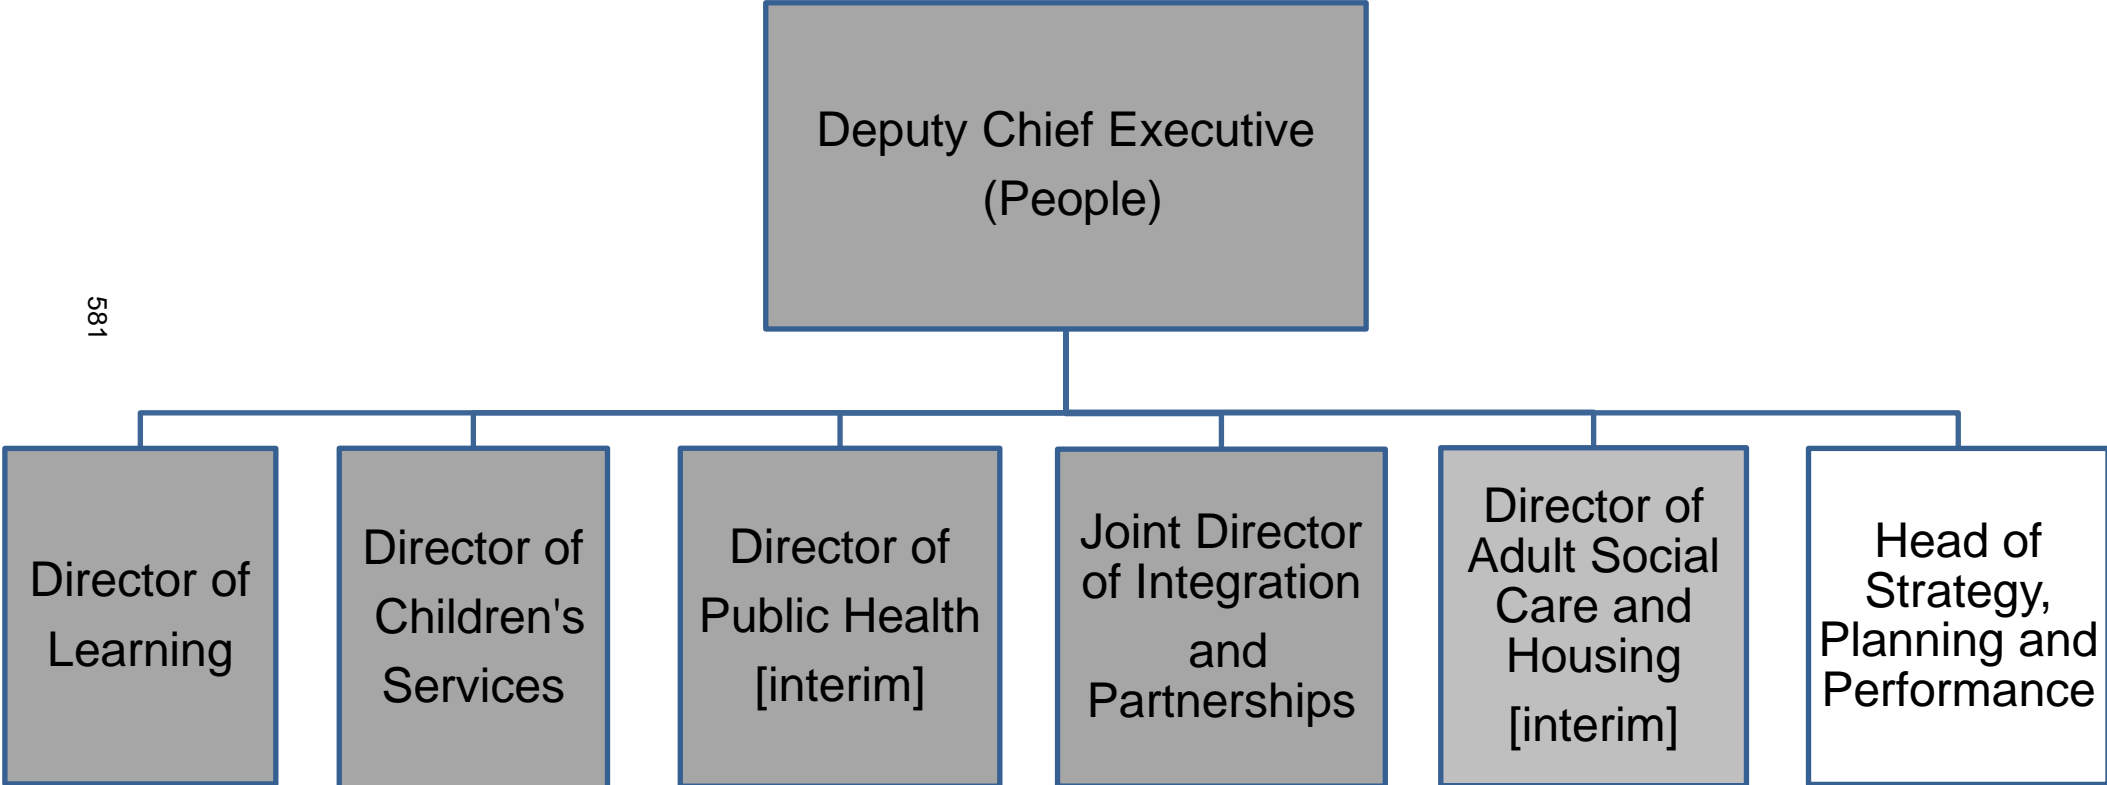 Deputy Chief Executive
(People)
581
Director of
Learning
Director of
Children's
Services
Director of
Public Health
[interim]
Joint Director
of Integration
and
Partnerships
Director of
Adult Social
Care and
Housing
[interim]
Head of
Strategy,
Planning and
Performance